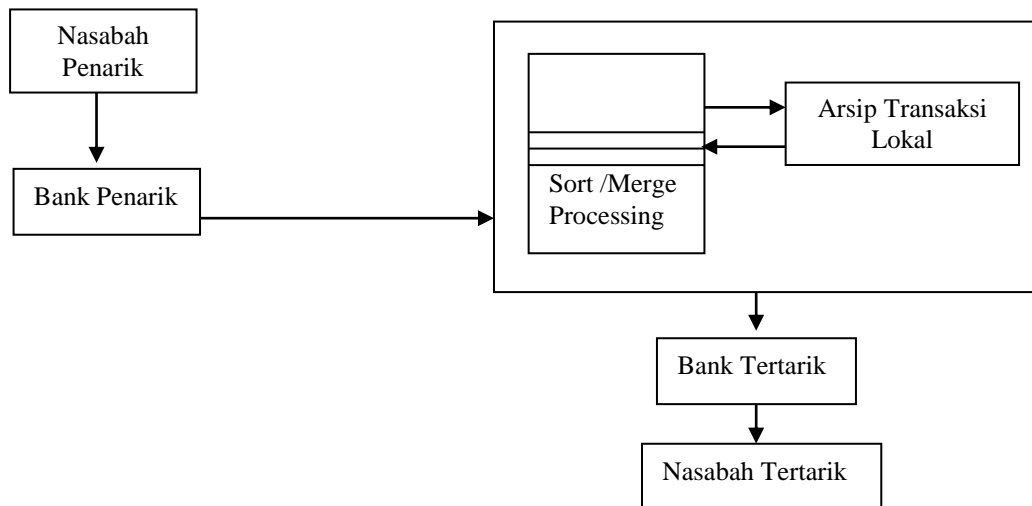 Nasabah
Penarik
Bank Penarik
Sort /Merge
Processing
Arsip Transaksi
Lokal
Bank Tertarik
Nasabah Tertarik